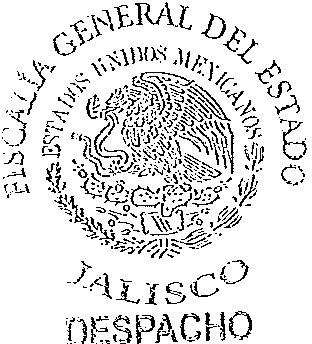 FISCALÍA GENERAL DEL ESTADO
ESTADOS UNIDOS MEXICANOS
JALISCO
DESPACHO